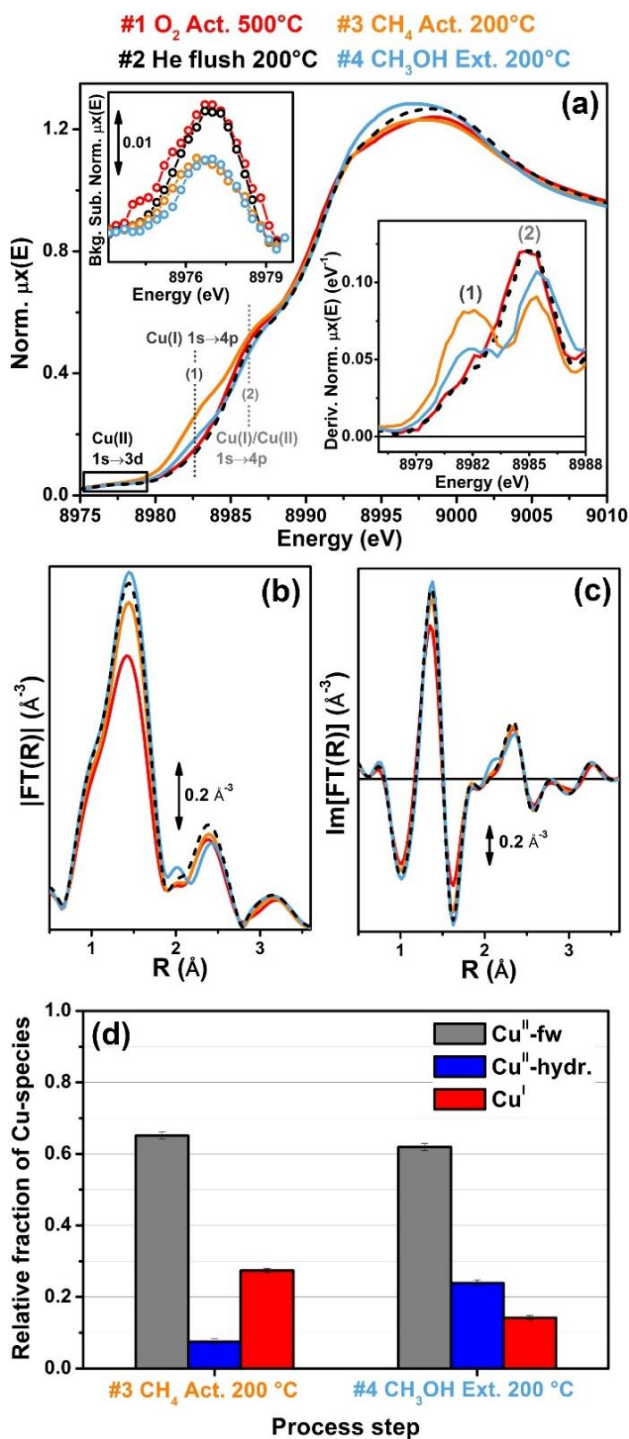 #1 O₂ Act. 500°C #3 CH₄ Act. 200°C
#2 He flush 200°C #4 CH₃OH Ext. 200°C
(a)
Norm. μx(E)
1.2
0.8
0.4
0.0
8975 8980 8985 8990 8995 9000 9005 9010
Energy (eV)
Bkg. Sub. Norm. μx(E)
0.01
8976 8979
Energy (eV)
Cu(I) 1s→4p
(1)
(2)
Cu(II)
1s→3d
Cu(I)/Cu(II)
1s→4p
Deriv. Norm. μx(E) (eV⁻¹)
0.10
0.05
0.00
(1)
(2)
8979 8982 8985 8988
Energy (eV)
(b)
|FT(R)| (Å⁻³)
0.2 Å⁻³
1 2 3
R (Å)
(c)
Im[FT(R)] (Å⁻³)
0.2 Å⁻³
1 2 3
R (Å)
(d)
Relative fraction of Cu-species
1.0
0.8
0.6
0.4
0.2
0.0
Cuᴵᴵ-fw
Cuᴵᴵ-hydr.
Cuᴵ
#3 CH₄ Act. 200 °C #4 CH₃OH Ext. 200 °C
Process step